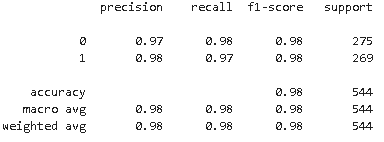 precision recall f1-score support
0 0.97 0.98 0.98 275
1 0.98 0.97 0.98 269
accuracy 0.98 544
macro avg 0.98 0.98 0.98 544
weighted avg 0.98 0.98 0.98 544